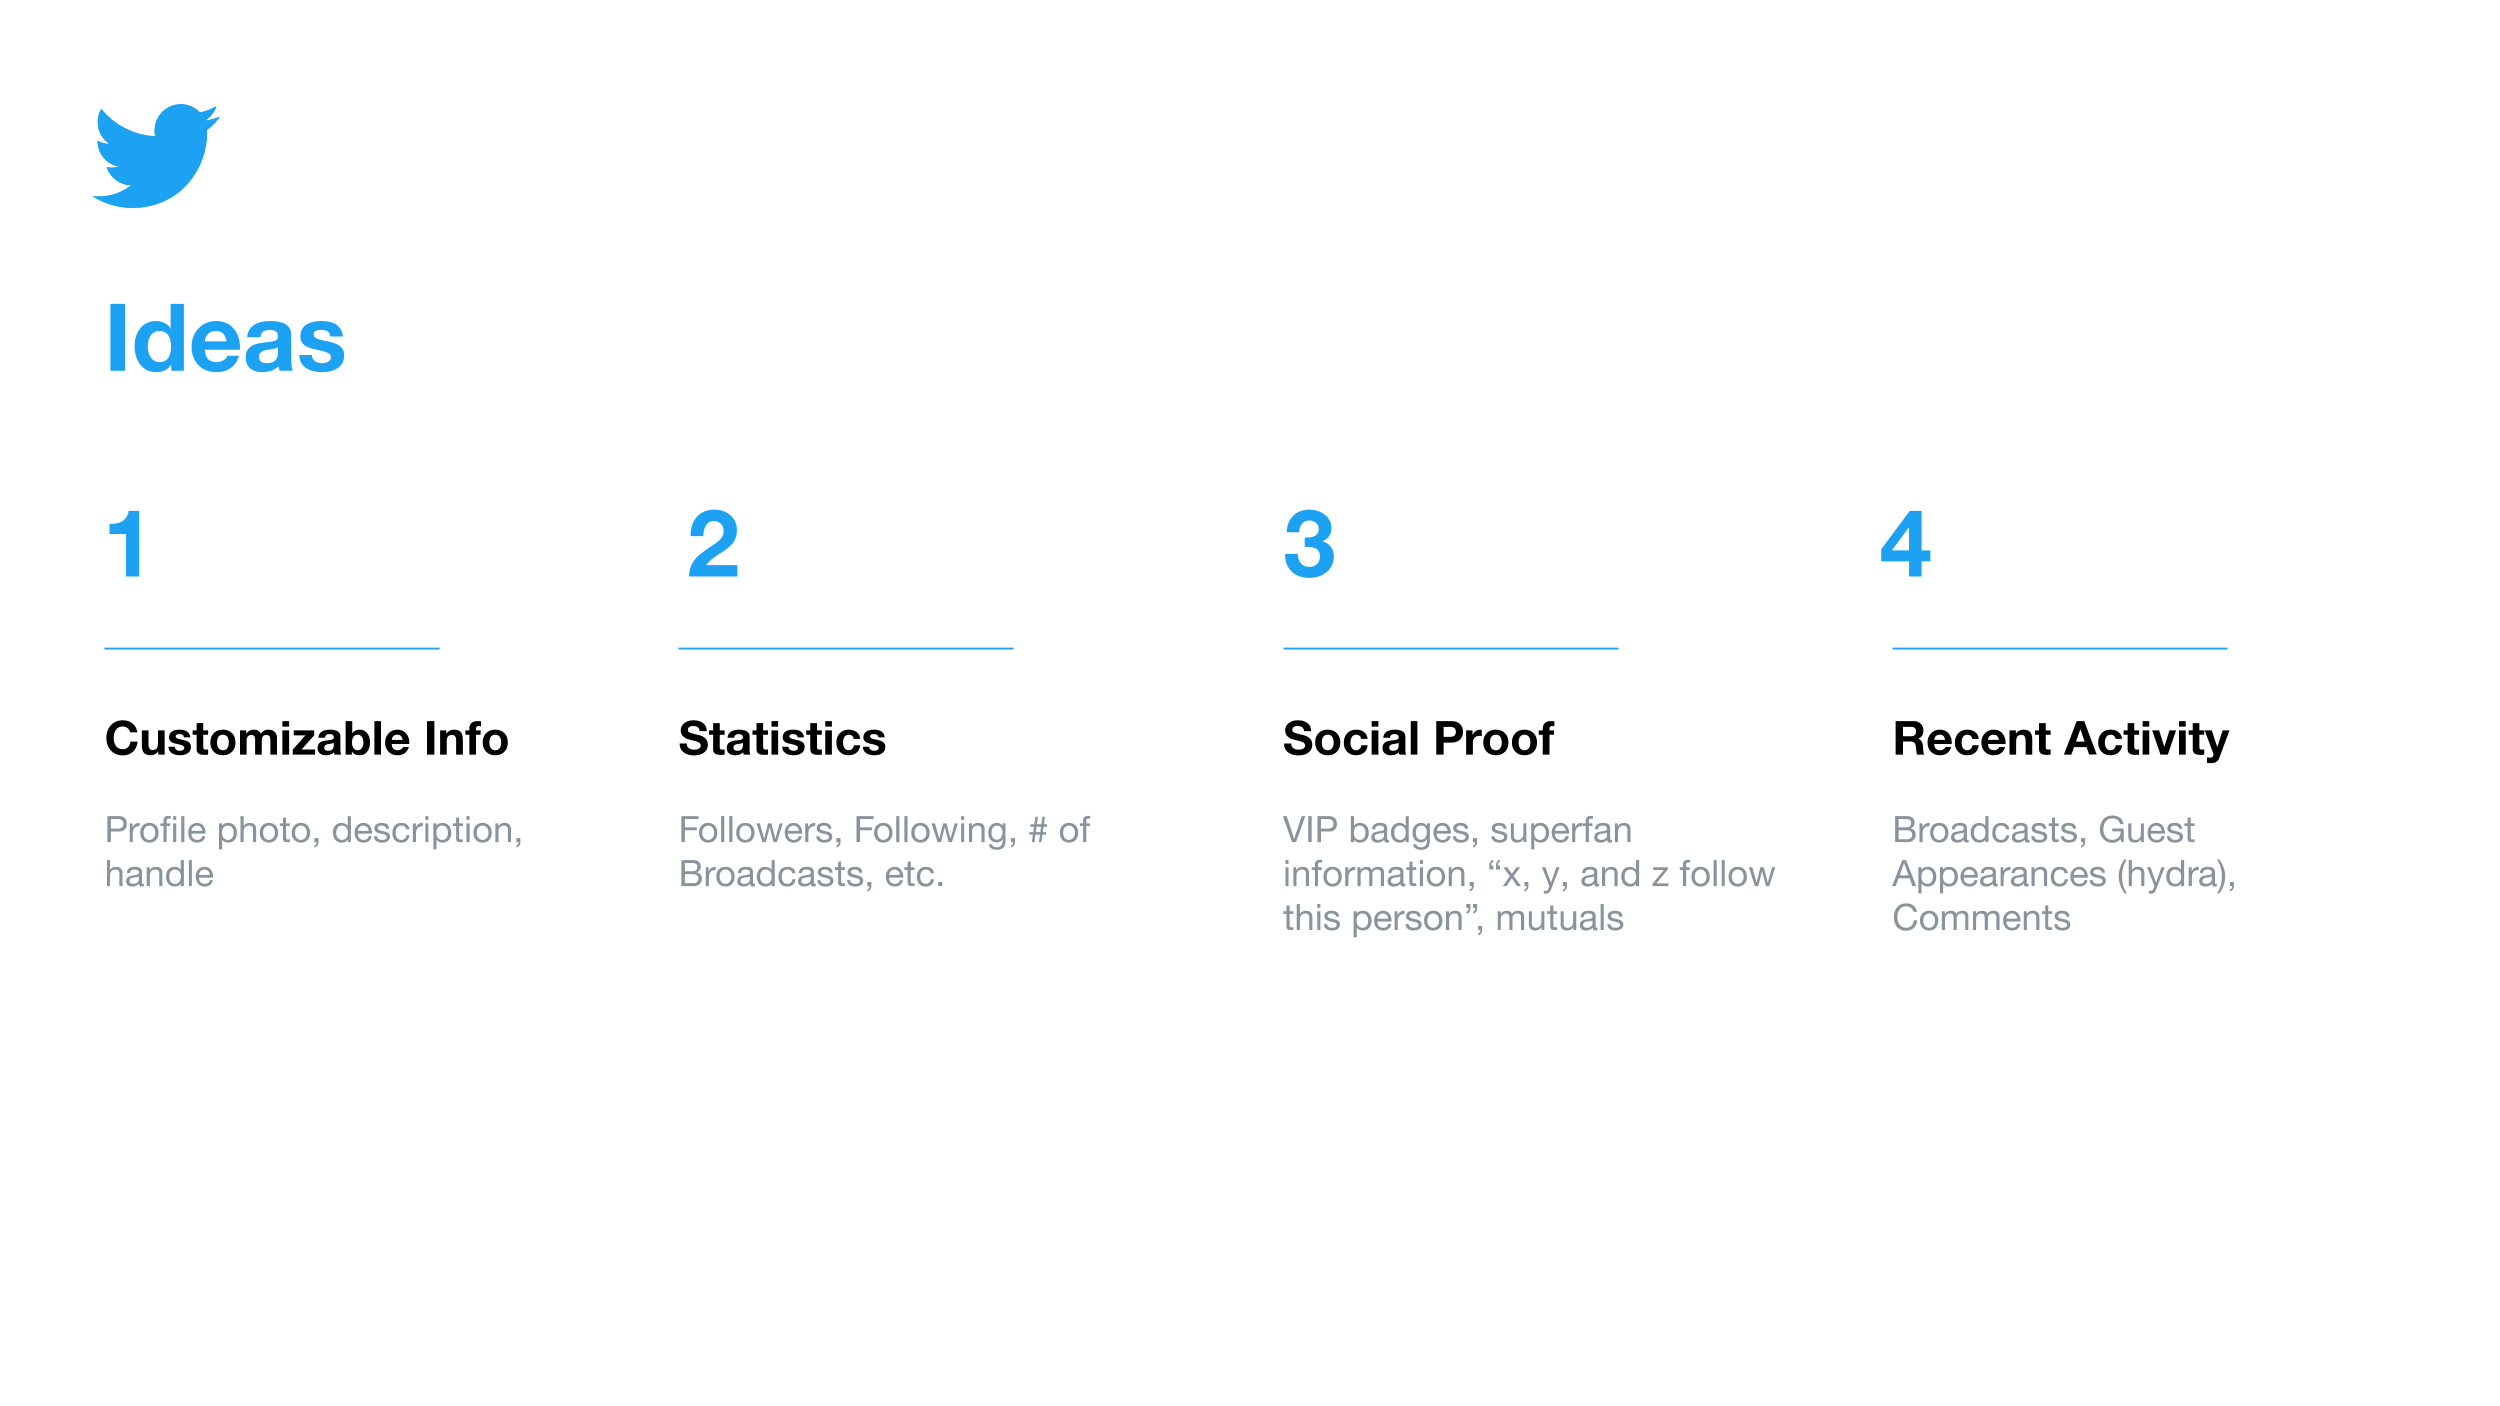 Ideas
1
2
3
4
Customizable Info
Profile photo, description,
handle
Statistics
Followers, Following, # of
Broadcasts, etc.
Social Proof
VIP badges, superfan
information, “x, y, and z follow
this person”, mutuals
Recent Activity
Broadcasts, Guest
Appearances (hydra),
Comments